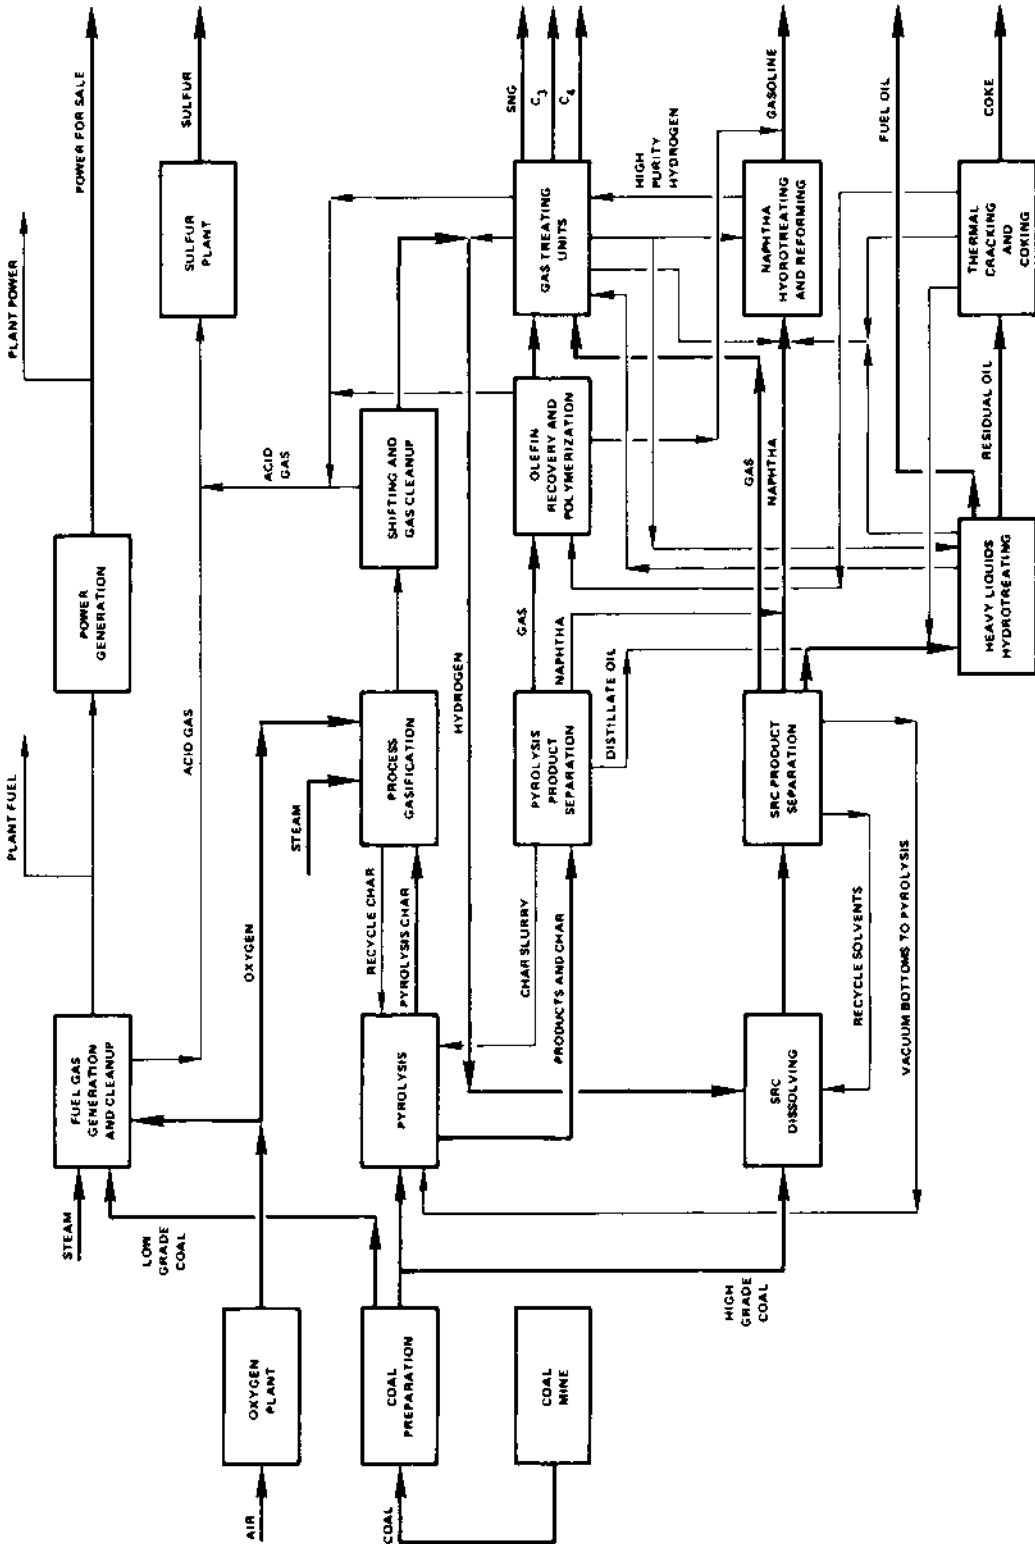 PLANT FUEL
PLANT POWER
POWER FOR SALE
STEAM
FUEL GAS
GENERATION
AND CLEANUP
POWER
GENERATION
LOW
GRADE
COAL
ACID GAS
ACID
GAS
SULFUR
PLANT
SULFUR
AIR
OXYGEN
PLANT
OXYGEN
STEAM
COAL
COAL
PREPARATION
PYROLYSIS
RECYCLE CHAR
PYROLYSIS CHAR
PROCESS
GASIFICATION
SHIFTING AND
GAS CLEANUP
HYDROGEN
COAL
MINE
CHAR SLURRY
PRODUCTS AND CHAR
PYROLYSIS
PRODUCT
SEPARATION
GAS
NAPHTHA
DISTILLATE OIL
OLEFIN
RECOVERY AND
POLYMERIZATION
GAS TREATING
UNITS
SNG
C3
C4
HIGH
PURITY
HYDROGEN
HIGH
GRADE
COAL
SRC
DISSOLVING
RECYCLE SOLVENTS
VACUUM BOTTOMS TO PYROLYSIS
SRC PRODUCT
SEPARATION
GAS
NAPHTHA
NAPHTHA
HYDROTREATING
AND REFORMING
GASOLINE
FUEL OIL
HEAVY LIQUIDS
HYDROTREATING
RESIDUAL OIL
THERMAL
CRACKING
AND
COKING
COKE